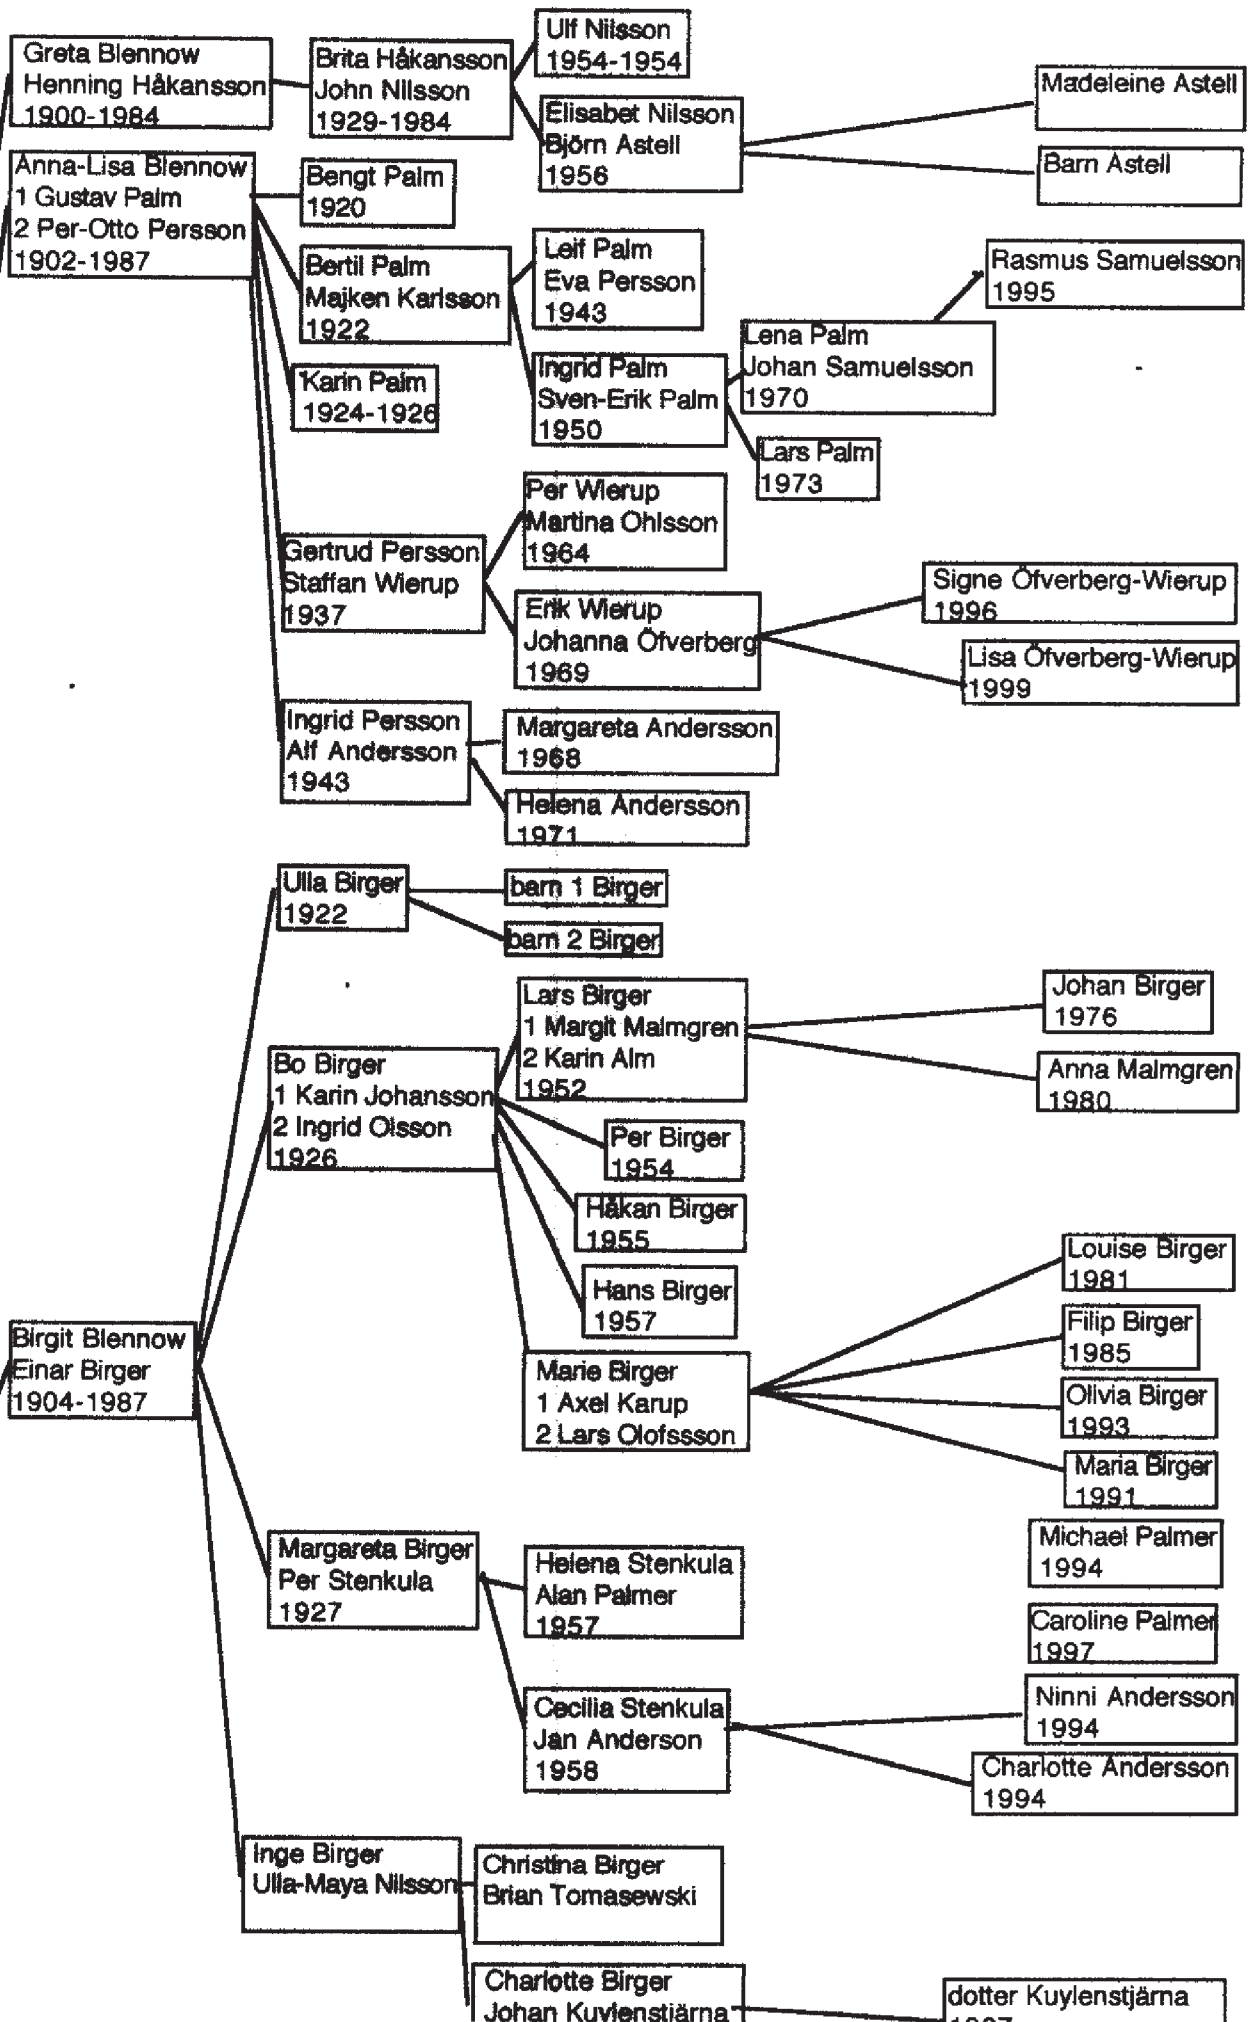 Greta Blennow
Henning Håkansson
1900-1984
Brita Håkansson
John Nilsson
1929-1984
Ulf Nilsson
1954-1954
Elisabet Nilsson
Björn Astell
1956
Madeleine Astell
Barn Astell
Anna-Lisa Blennow
1 Gustav Palm
2 Per-Otto Persson
1902-1987
Bengt Palm
1920
Bertil Palm
Majken Karlsson
1922
Leif Palm
Eva Persson
1943
Ingrid Palm
Sven-Erik Palm
1950
Lena Palm
Johan Samuelsson
1970
Rasmus Samuelsson
1995
Lars Palm
1973
Karin Palm
1924-1926
Gertrud Persson
Staffan Wierup
1937
Per Wierup
Martina Ohlsson
1964
Erik Wierup
Johanna Öfverberg
1969
Signe Öfverberg-Wierup
1996
Lisa Öfverberg-Wierup
1999
Ingrid Persson
Alf Andersson
1943
Margareta Andersson
1968
Helena Andersson
1971
Birgit Blennow
Einar Birger
1904-1987
Ulla Birger
1922
barn 1 Birger
barn 2 Birger
Bo Birger
1 Karin Johansson
2 Ingrid Olsson
1926
Lars Birger
1 Margit Malmgren
2 Karin Alm
1952
Johan Birger
1976
Anna Malmgren
1980
Per Birger
1954
Håkan Birger
1955
Hans Birger
1957
Marie Birger
1 Axel Karup
2 Lars Olofssson
Louise Birger
1981
Filip Birger
1985
Olivia Birger
1993
Maria Birger
1991
Margareta Birger
Per Stenkula
1927
Helena Stenkula
Alan Palmer
1957
Michael Palmer
1994
Caroline Palmer
1997
Cecilia Stenkula
Jan Anderson
1958
Ninni Andersson
1994
Charlotte Andersson
1994
Inge Birger
Ulla-Maya Nilsson
Christina Birger
Brian Tomasewski
Charlotte Birger
Johan Kuylenstjärna
dotter Kuylenstjärna